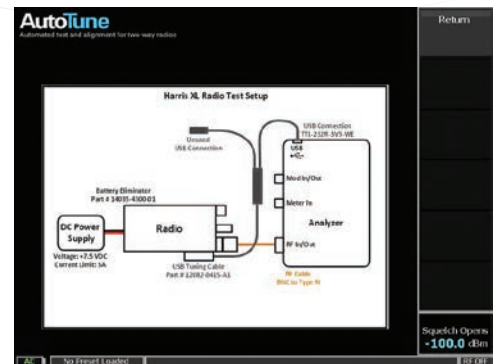 AutoTune
Automated test and alignment for two-way radios
Return
Harris XL Radio Test Setup
Unused
USB Connection
USB Connection
TTL-232R-3V3-WE
USB
Mod In/Out
Meter In
Analyzer
RF In/Out
Battery Eliminator
Part # 14035-4300-01
DC Power
Supply
Radio
Voltage: +7.5 VDC
Current Limit: 5A
USB Tuning Cable
Part # 12082-0435-A1
RF Cable
BNC to Type N
Squelch Opens
-100.0 dBm
AC
No Preset Loaded
RF OFF